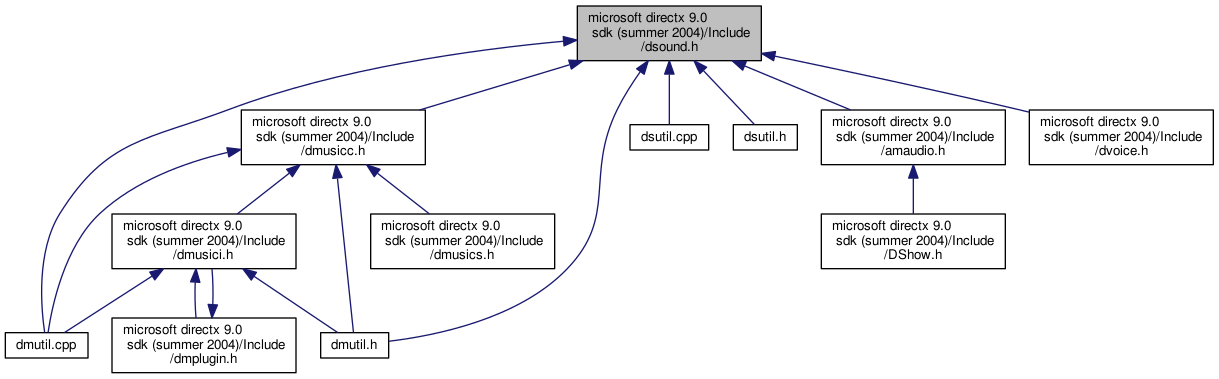 microsoft directx 9.0
sdk (summer 2004)/Include
/dsound.h
microsoft directx 9.0
sdk (summer 2004)/Include
/dmusicc.h
dsutil.cpp
dsutil.h
microsoft directx 9.0
sdk (summer 2004)/Include
/amaudio.h
microsoft directx 9.0
sdk (summer 2004)/Include
/dvoice.h
microsoft directx 9.0
sdk (summer 2004)/Include
/dmusici.h
microsoft directx 9.0
sdk (summer 2004)/Include
/dmusics.h
microsoft directx 9.0
sdk (summer 2004)/Include
/DShow.h
dmutil.cpp
microsoft directx 9.0
sdk (summer 2004)/Include
/dmplugin.h
dmutil.h